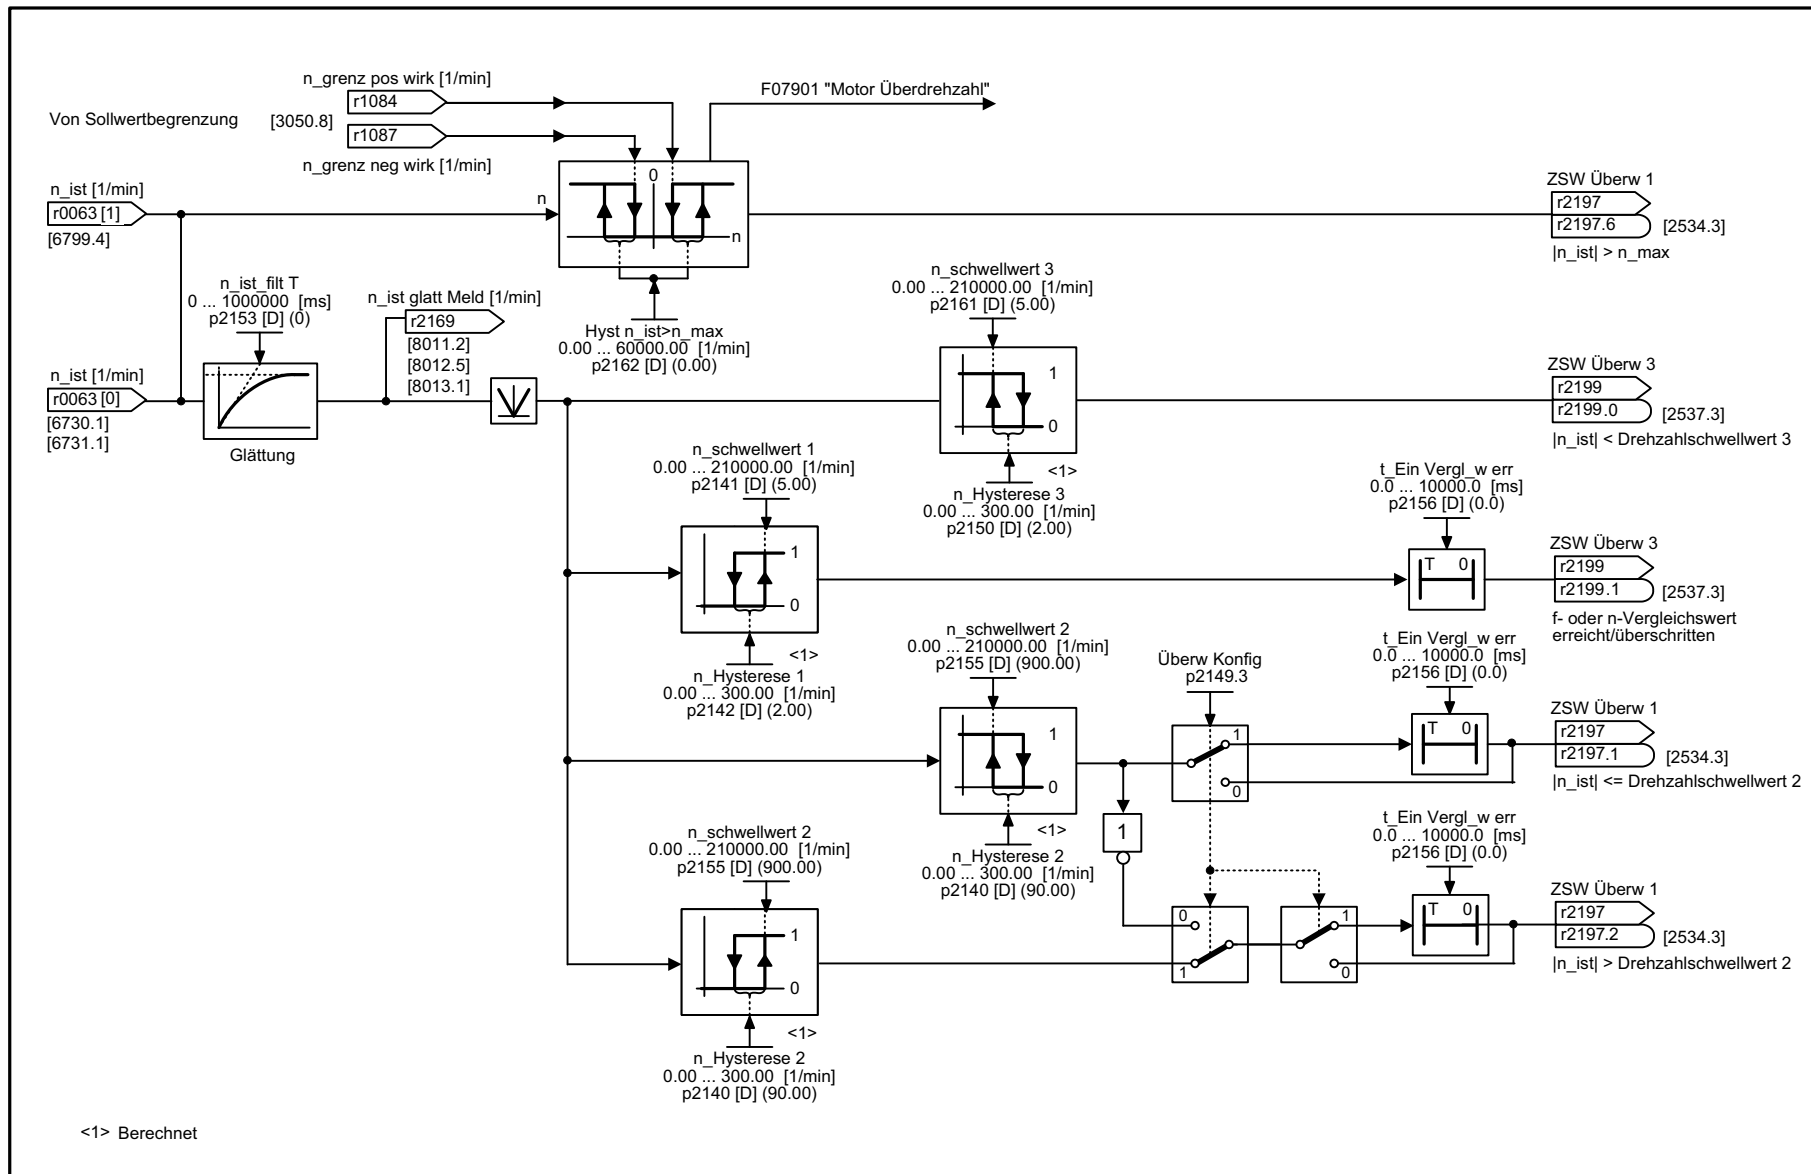 n_grenz pos wirk [1/min]
r1084
Von Sollwertbegrenzung
[3050.8]
r1087
n_grenz neg wirk [1/min]
F07901 "Motor Überdrehzahl"
n_ist [1/min]
r0063 [1]
[6799.4]
n
0
n
ZSW Überw 1
r2197
r2197.6
[2534.3]
|n_ist| > n_max
n_ist_filt T
0 ... 1000000 [ms]
p2153 [D] (0)
n_ist glatt Meld [1/min]
r2169
[8011.2]
[8012.5]
[8013.1]
Hyst n_ist>n_max
0.00 ... 60000.00 [1/min]
p2162 [D] (0.00)
n_schwellwert 3
0.00 ... 210000.00 [1/min]
p2161 [D] (5.00)
n_ist [1/min]
r0063 [0]
[6730.1]
[6731.1]
Glättung
1
0
<1>
n_Hysterese 3
0.00 ... 300.00 [1/min]
p2150 [D] (2.00)
ZSW Überw 3
r2199
r2199.0
[2537.3]
|n_ist| < Drehzahlschwellwert 3
n_schwellwert 1
0.00 ... 210000.00 [1/min]
p2141 [D] (5.00)
1
0
<1>
n_Hysterese 1
0.00 ... 300.00 [1/min]
p2142 [D] (2.00)
t_Ein Vergl_w err
0.0 ... 10000.0 [ms]
p2156 [D] (0.0)
T 0
ZSW Überw 3
r2199
r2199.1
[2537.3]
f- oder n-Vergleichswert
erreicht/überschritten
n_schwellwert 2
0.00 ... 210000.00 [1/min]
p2155 [D] (900.00)
1
0
<1>
n_Hysterese 2
0.00 ... 300.00 [1/min]
p2140 [D] (90.00)
Überw Konfig
p2149.3
1
0
t_Ein Vergl_w err
0.0 ... 10000.0 [ms]
p2156 [D] (0.0)
T 0
ZSW Überw 1
r2197
r2197.1
[2534.3]
|n_ist| <= Drehzahlschwellwert 2
1
n_schwellwert 2
0.00 ... 210000.00 [1/min]
p2155 [D] (900.00)
1
0
<1>
n_Hysterese 2
0.00 ... 300.00 [1/min]
p2140 [D] (90.00)
0
1
1
0
t_Ein Vergl_w err
0.0 ... 10000.0 [ms]
p2156 [D] (0.0)
T 0
ZSW Überw 1
r2197
r2197.2
[2534.3]
|n_ist| > Drehzahlschwellwert 2
<1> Berechnet